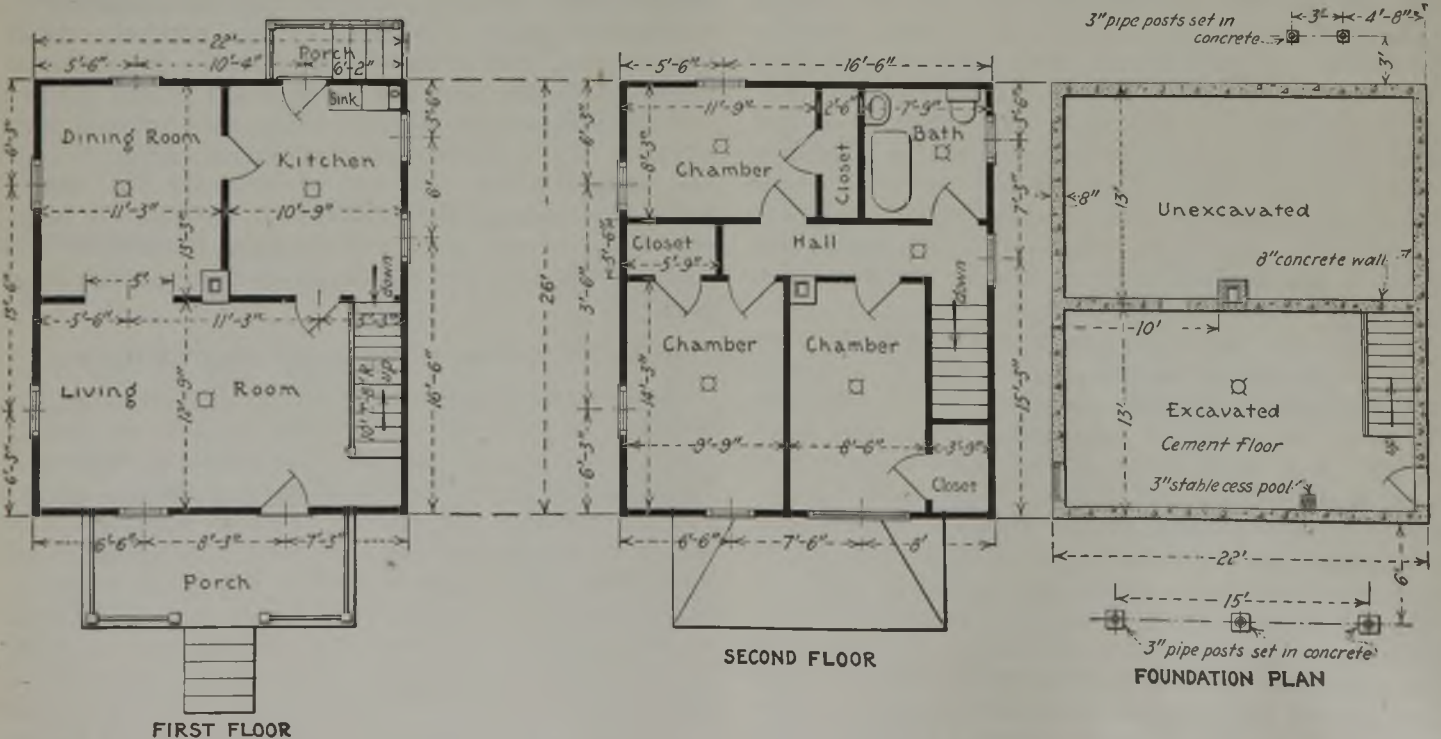 22'
Porch
5'-6"
10'-4"
6'-2"
Sink
Dining Room
Kitchen
6'-3"
11'-3"
10'-9"
13'-3"
3'-6"
6'
down
5'
13'-6"
5'-6"
11'-3"
3'-3"
Living Room
12'-9"
UP
16'-6"
6'-3"
6'-6"
8'-3"
7'-3"
Porch
FIRST FLOOR
26'
5'-6"
16'-6"
11'-9"
2'-6"
7'-9"
Bath
Chamber
Closet
6'-3"
8'-3"
3'-6"
7'-3"
Closet
Hall
5'-9"
down
3'-6"
Chamber
Chamber
14'-3"
15'-3"
9'-9"
8'-6"
3'-9"
Closet
6'-3"
6'-6"
7'-6"
8'
SECOND FLOOR
3"pipe posts set in
concrete
4'-8"
3'
8"
13'
Unexcavated
8"concrete wall
10'
Excavated
Cement floor
13'
up
3"stable cess pool
22'
6'
15'
3"pipe posts set in concrete
FOUNDATION PLAN